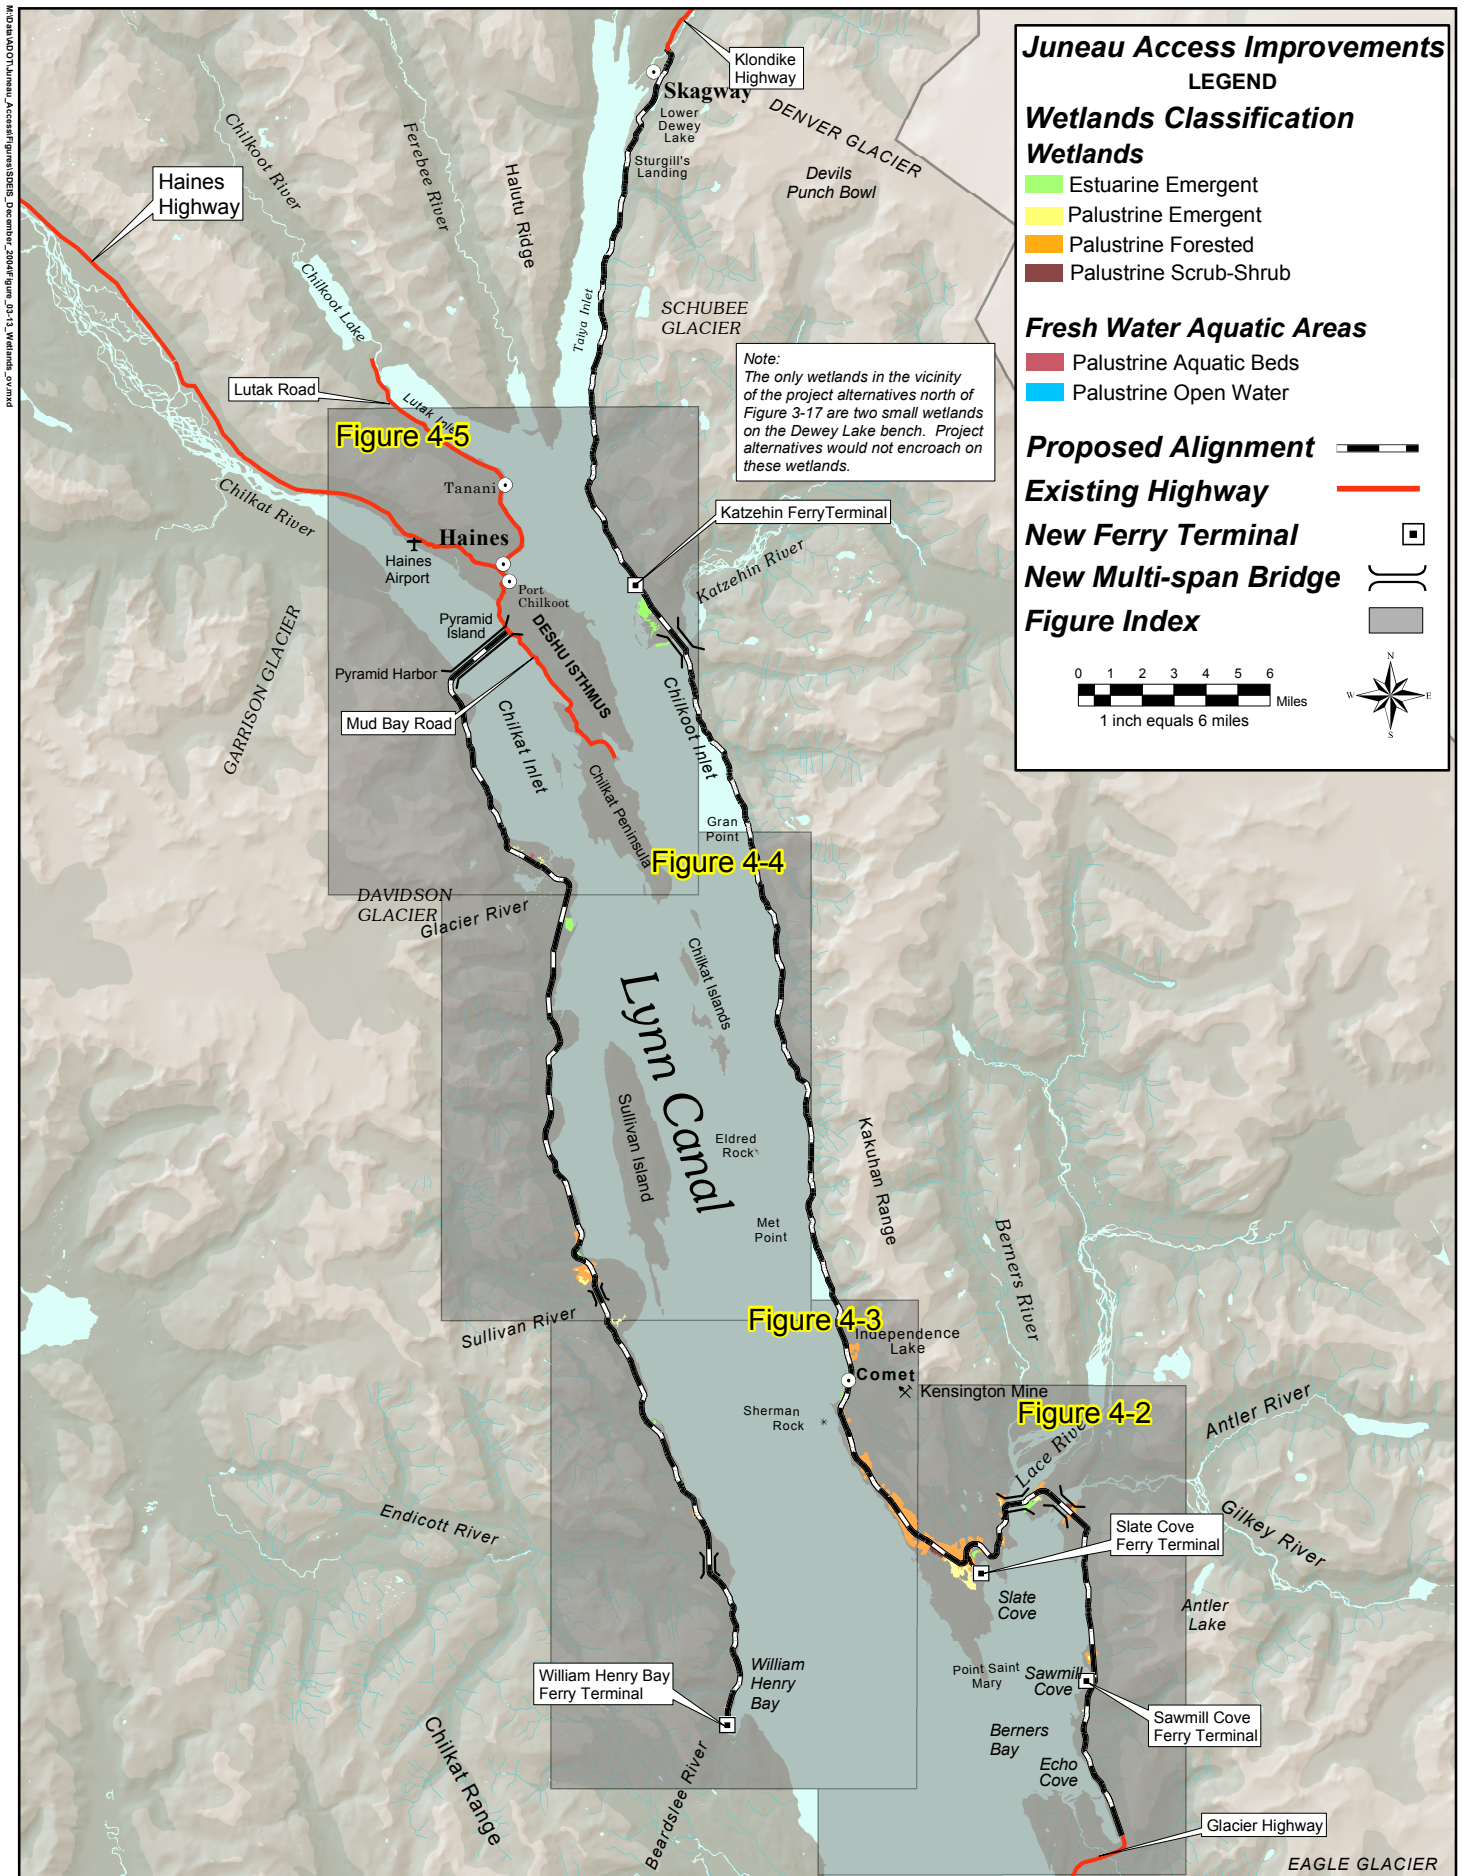 M:\Data\ADOT\Juneau_Access\Figures\SDEIS_December_2004\Figure_03-13_Wetlands_ov.mxd
Juneau Access Improvements
LEGEND
Wetlands Classification
Wetlands
Estuarine Emergent
Palustrine Emergent
Palustrine Forested
Palustrine Scrub-Shrub
Fresh Water Aquatic Areas
Palustrine Aquatic Beds
Palustrine Open Water
Proposed Alignment
Existing Highway
New Ferry Terminal
New Multi-span Bridge
Figure Index
0 1 2 3 4 5 6
Miles
1 inch equals 6 miles
N
W E
S
Klondike
Highway
Skagway
Lower
Dewey
Lake
DENVER GLACIER
Sturgill's
Landing
Devils
Punch Bowl
Haines
Highway
Chilkoot River
Ferebee River
Halutu Ridge
Chilkoot Lake
Taiya Inlet
SCHUBEE
GLACIER
Note:
The only wetlands in the vicinity
of the project alternatives north of
Figure 3-17 are two small wetlands
on the Dewey Lake bench. Project
alternatives would not encroach on
these wetlands.
Lutak Road
Lutak Inlet
Figure 4-5
Tanani
Chilkat River
Haines
Haines
Airport
Port
Chilkoot
Katzehin FerryTerminal
Katzehin River
Pyramid
Island
DESHU ISTHMUS
Pyramid Harbor
GARRISON GLACIER
Mud Bay Road
Chilkat Inlet
Chilkoot Inlet
Chilkat Peninsula
Gran
Point
Figure 4-4
DAVIDSON
GLACIER
Glacier River
Chilkat Islands
Lynn Canal
Sullivan Island
Eldred
Rock
Kakuhan Range
Met
Point
Berners River
Sullivan River
Figure 4-3
Independence
Lake
Comet
Kensington Mine
Figure 4-2
Sherman
Rock
Antler River
Lace River
Endicott River
Gilkey River
Slate Cove
Ferry Terminal
Slate
Cove
Antler
Lake
William Henry Bay
Ferry Terminal
William
Henry
Bay
Point Saint
Mary
Sawmill
Cove
Sawmill Cove
Ferry Terminal
Berners
Bay
Echo
Cove
Chilkat Range
Beardslee River
Glacier Highway
EAGLE GLACIER